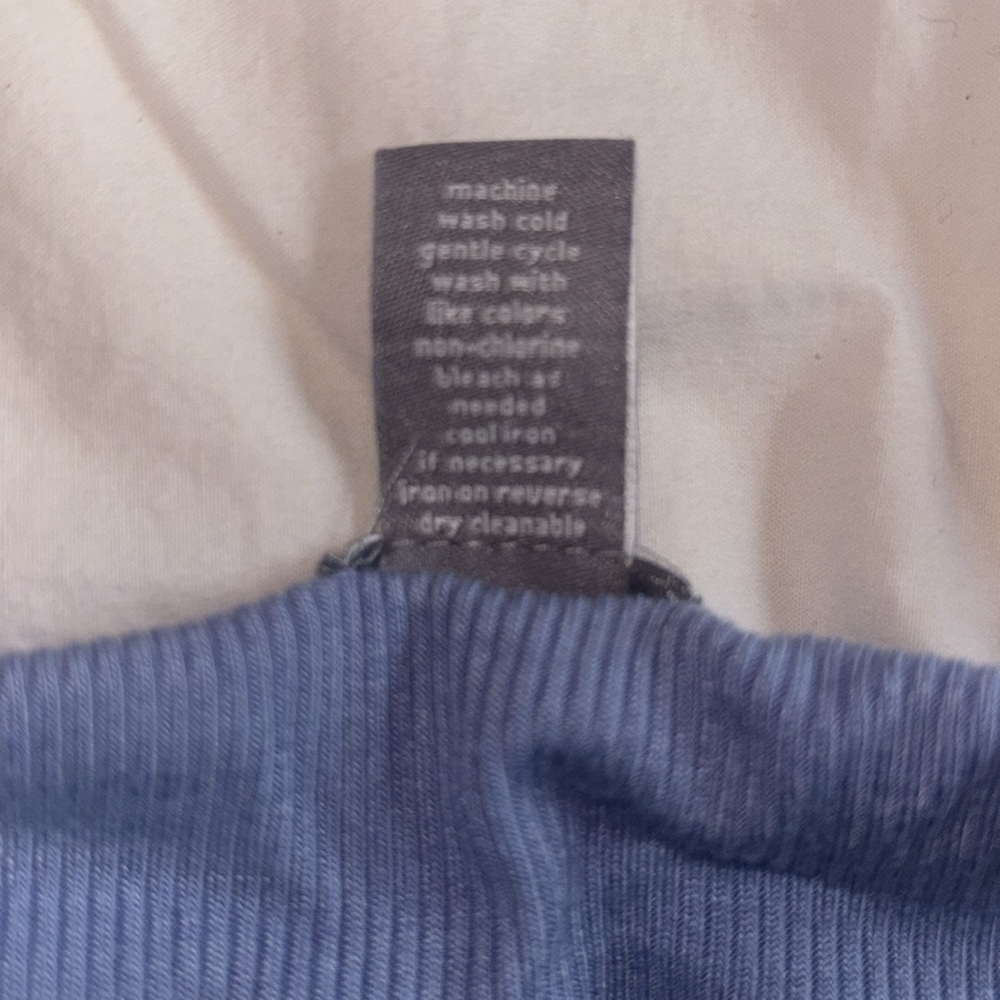 machine
wash cold
gentle cycle
wash with
like colors
non-chlorine
bleach as
needed
cool iron
if necessary
iron on reverse
dry cleanable